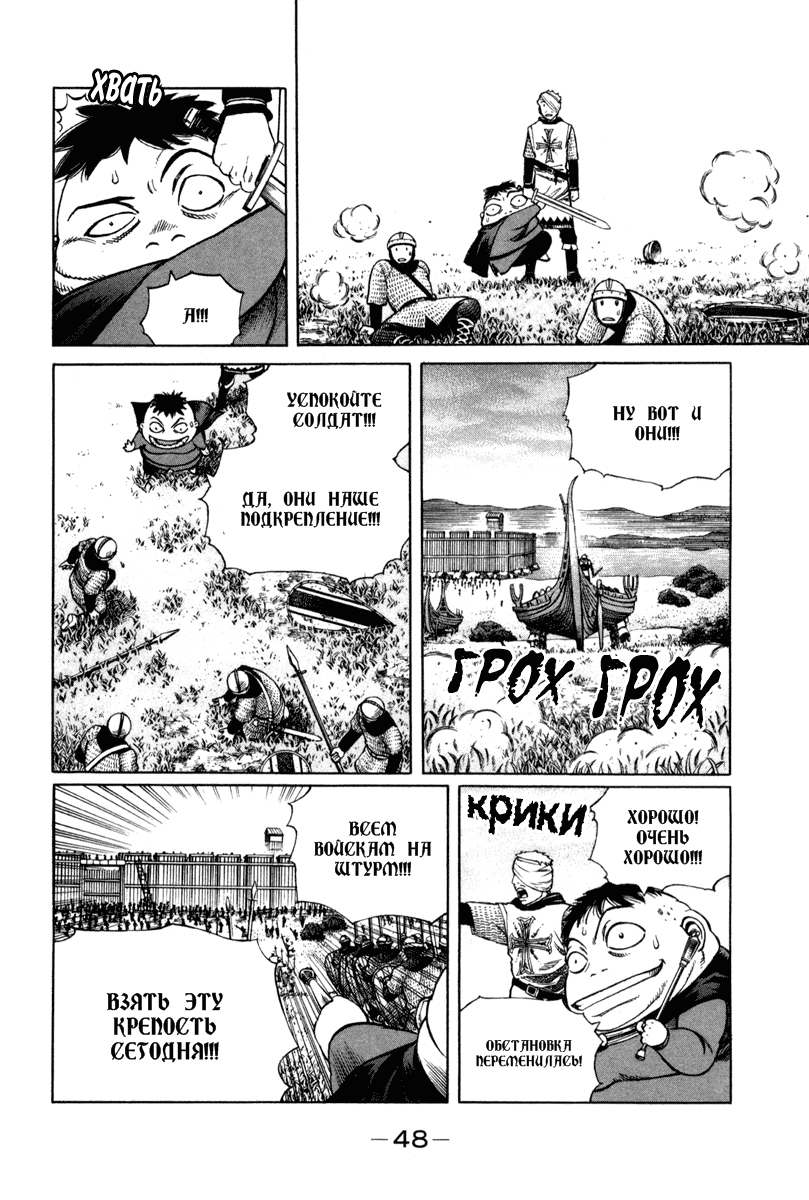 ХВАТЬ
А!!!
НУ ВОТ И
ОНИ!!!
ГРОХ ГРОХ
УСПОКОЙТЕ
СОЛДАТ!!!
ДА, ОНИ НАШЕ
ПОДКРЕПЛЕНИЕ!!!
КРИКИ
ХОРОШО!
ОЧЕНЬ
ХОРОШО!!!
ОБСТАНОВКА
ПЕРЕМЕНИЛАСЬ!
ВСЕМ
ВОЙСКАМ НА
ШТУРМ!!!
ВЗЯТЬ ЭТУ
КРЕПОСТЬ
СЕГОДНЯ!!!
—48—